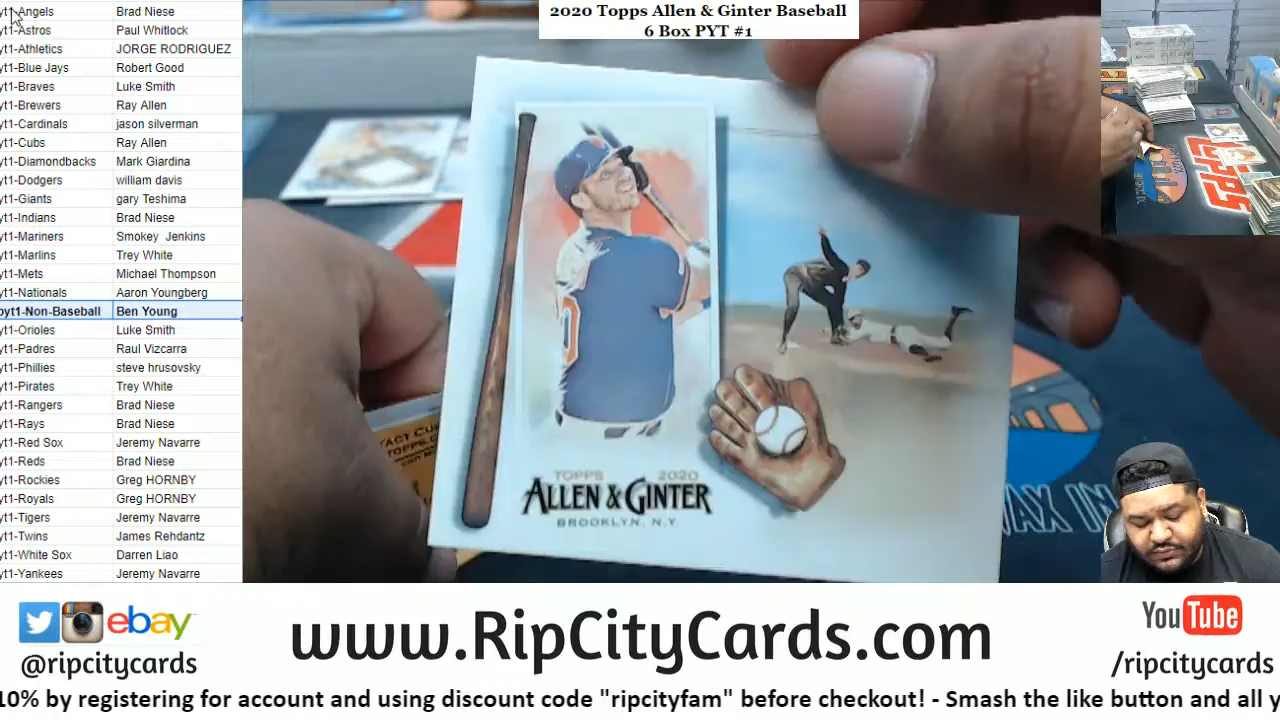 2020 Topps Allen & Ginter Baseball
6 Box PYT #1
yt1-Angels Brad Niese
yt1-Astros Paul Whitlock
yt1-Athletics JORGE RODRIGUEZ
yt1-Blue Jays Robert Good
yt1-Braves Luke Smith
yt1-Brewers Ray Allen
yt1-Cardinals jason silverman
yt1-Cubs Ray Allen
yt1-Diamondbacks Mark Giardina
yt1-Dodgers william davis
yt1-Giants gary Teshima
yt1-Indians Brad Niese
yt1-Mariners Smokey Jenkins
yt1-Marlins Trey White
yt1-Mets Michael Thompson
yt1-Nationals Aaron Youngberg
pyt1-Non-Baseball Ben Young
yt1-Orioles Luke Smith
yt1-Padres Raul Vizcarra
yt1-Phillies steve hrusovsky
yt1-Pirates Trey White
yt1-Rangers Brad Niese
yt1-Rays Brad Niese
yt1-Red Sox Jeremy Navarre
yt1-Reds Brad Niese
yt1-Rockies Greg HORNBY
yt1-Royals Greg HORNBY
yt1-Tigers Jeremy Navarre
yt1-Twins James Rehdantz
yt1-White Sox Darren Liao
yt1-Yankees Jeremy Navarre
TOPPS 2020
ALLEN & GINTER
BROOKLYN, N.Y.
TOPPS
ebay
@ripcitycards
www.RipCityCards.com
YouTube
/ripcitycards
10% by registering for account and using discount code "ripcityfam" before checkout! - Smash the like button and all y